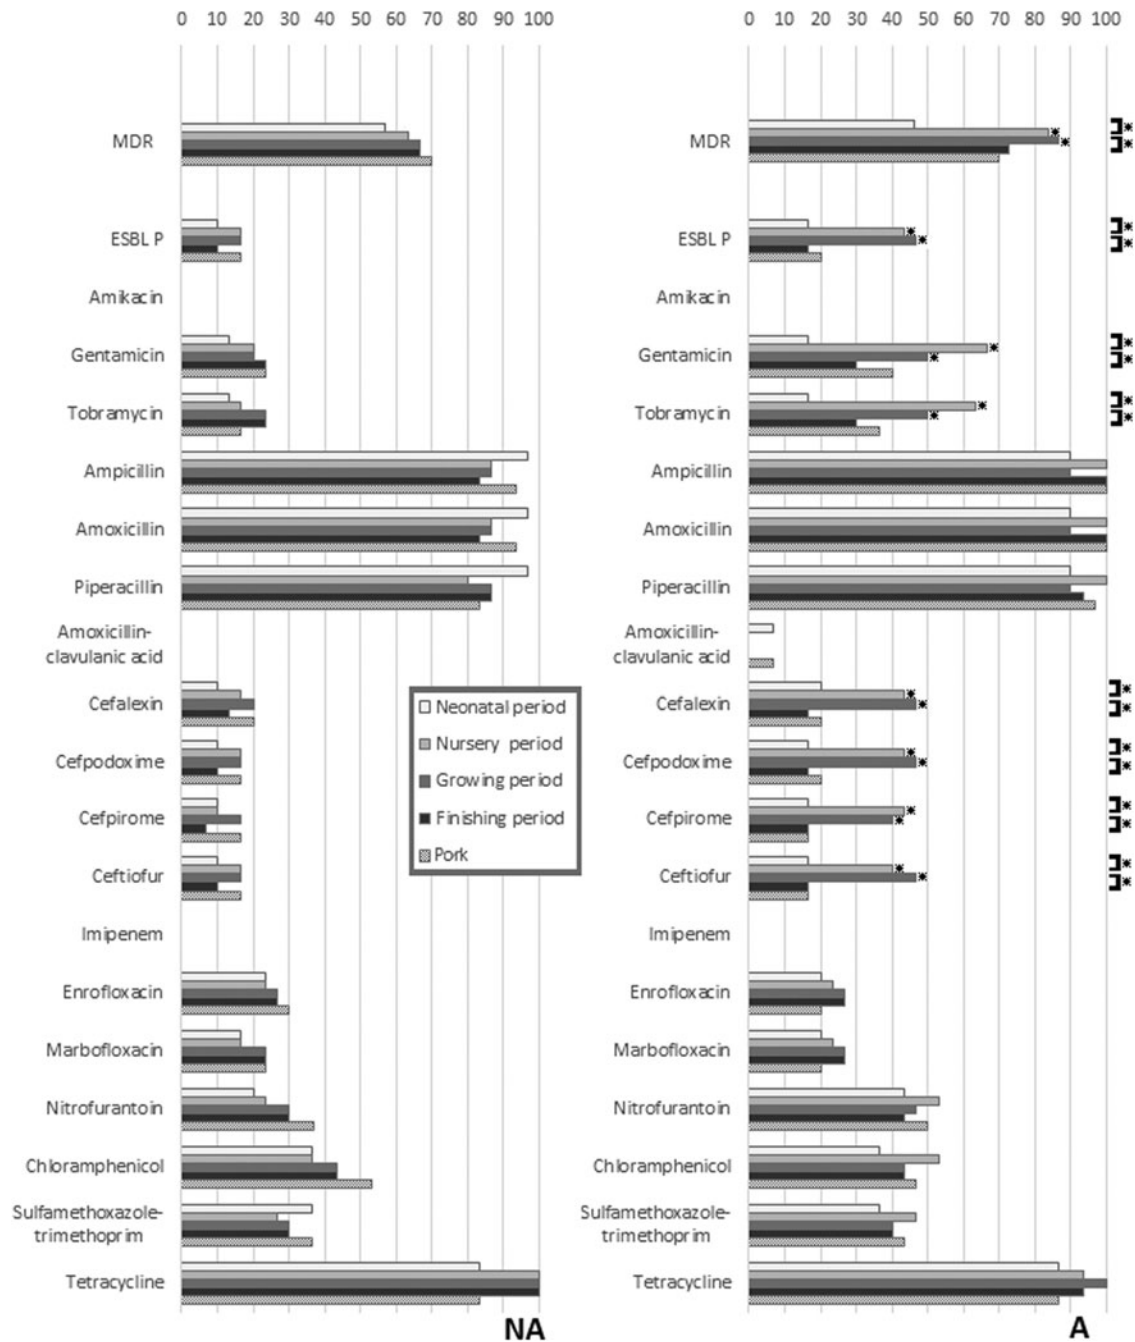 0 10 20 30 40 50 60 70 80 90 100
MDR
ESBL P
Amikacin
Gentamicin
Tobramycin
Ampicillin
Amoxicillin
Piperacillin
Amoxicillin-
clavulanic acid
Cefalexin
Cefpodoxime
Cefpirome
Ceftiofur
Imipenem
Enrofloxacin
Marbofloxacin
Nitrofurantoin
Chloramphenicol
Sulfamethoxazole-
trimethoprim
Tetracycline
NA
Neonatal period
Nursery period
Growing period
Finishing period
Pork
0 10 20 30 40 50 60 70 80 90 100
MDR
ESBL P
Amikacin
Gentamicin
Tobramycin
Ampicillin
Amoxicillin
Piperacillin
Amoxicillin-
clavulanic acid
Cefalexin
Cefpodoxime
Cefpirome
Ceftiofur
Imipenem
Enrofloxacin
Marbofloxacin
Nitrofurantoin
Chloramphenicol
Sulfamethoxazole-
trimethoprim
Tetracycline
A